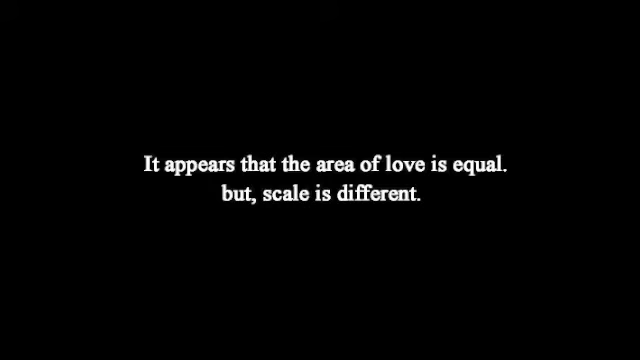 It appears that the area of love is equal.
but, scale is different.